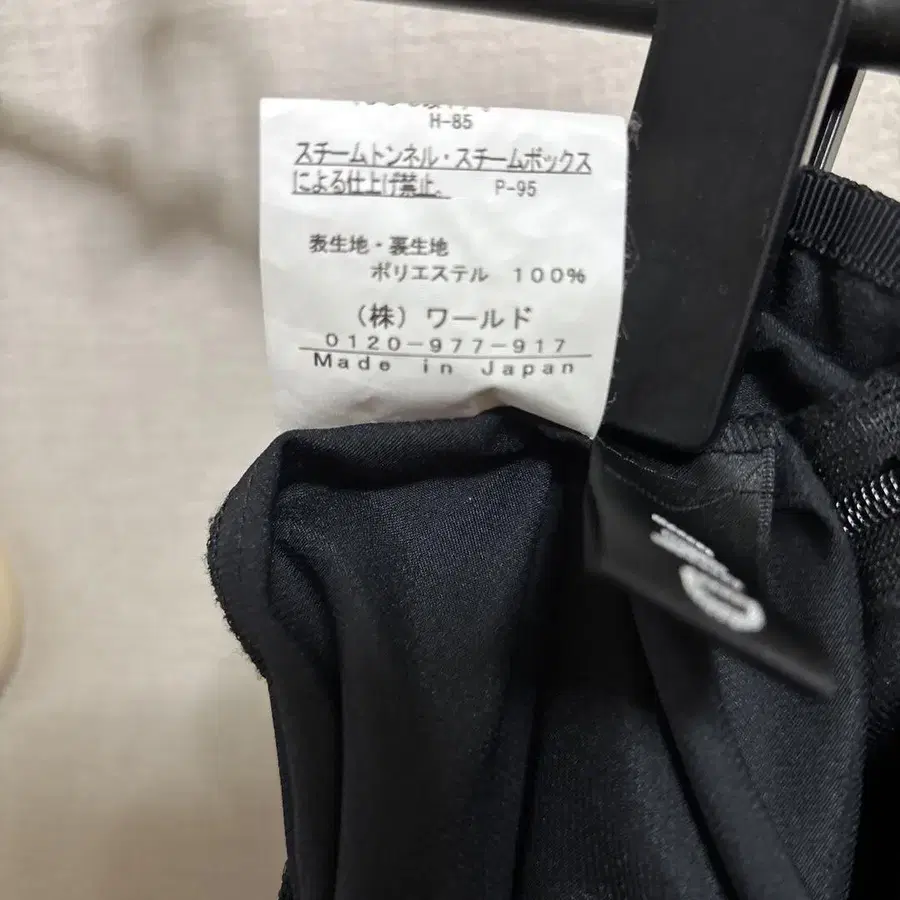 H-85
スチームトンネル・スチームボックス
による仕上げ禁止。 P-95
表生地・裏生地
ポリエステル 100%
(株)ワールド
0120-977-917
Made in Japan